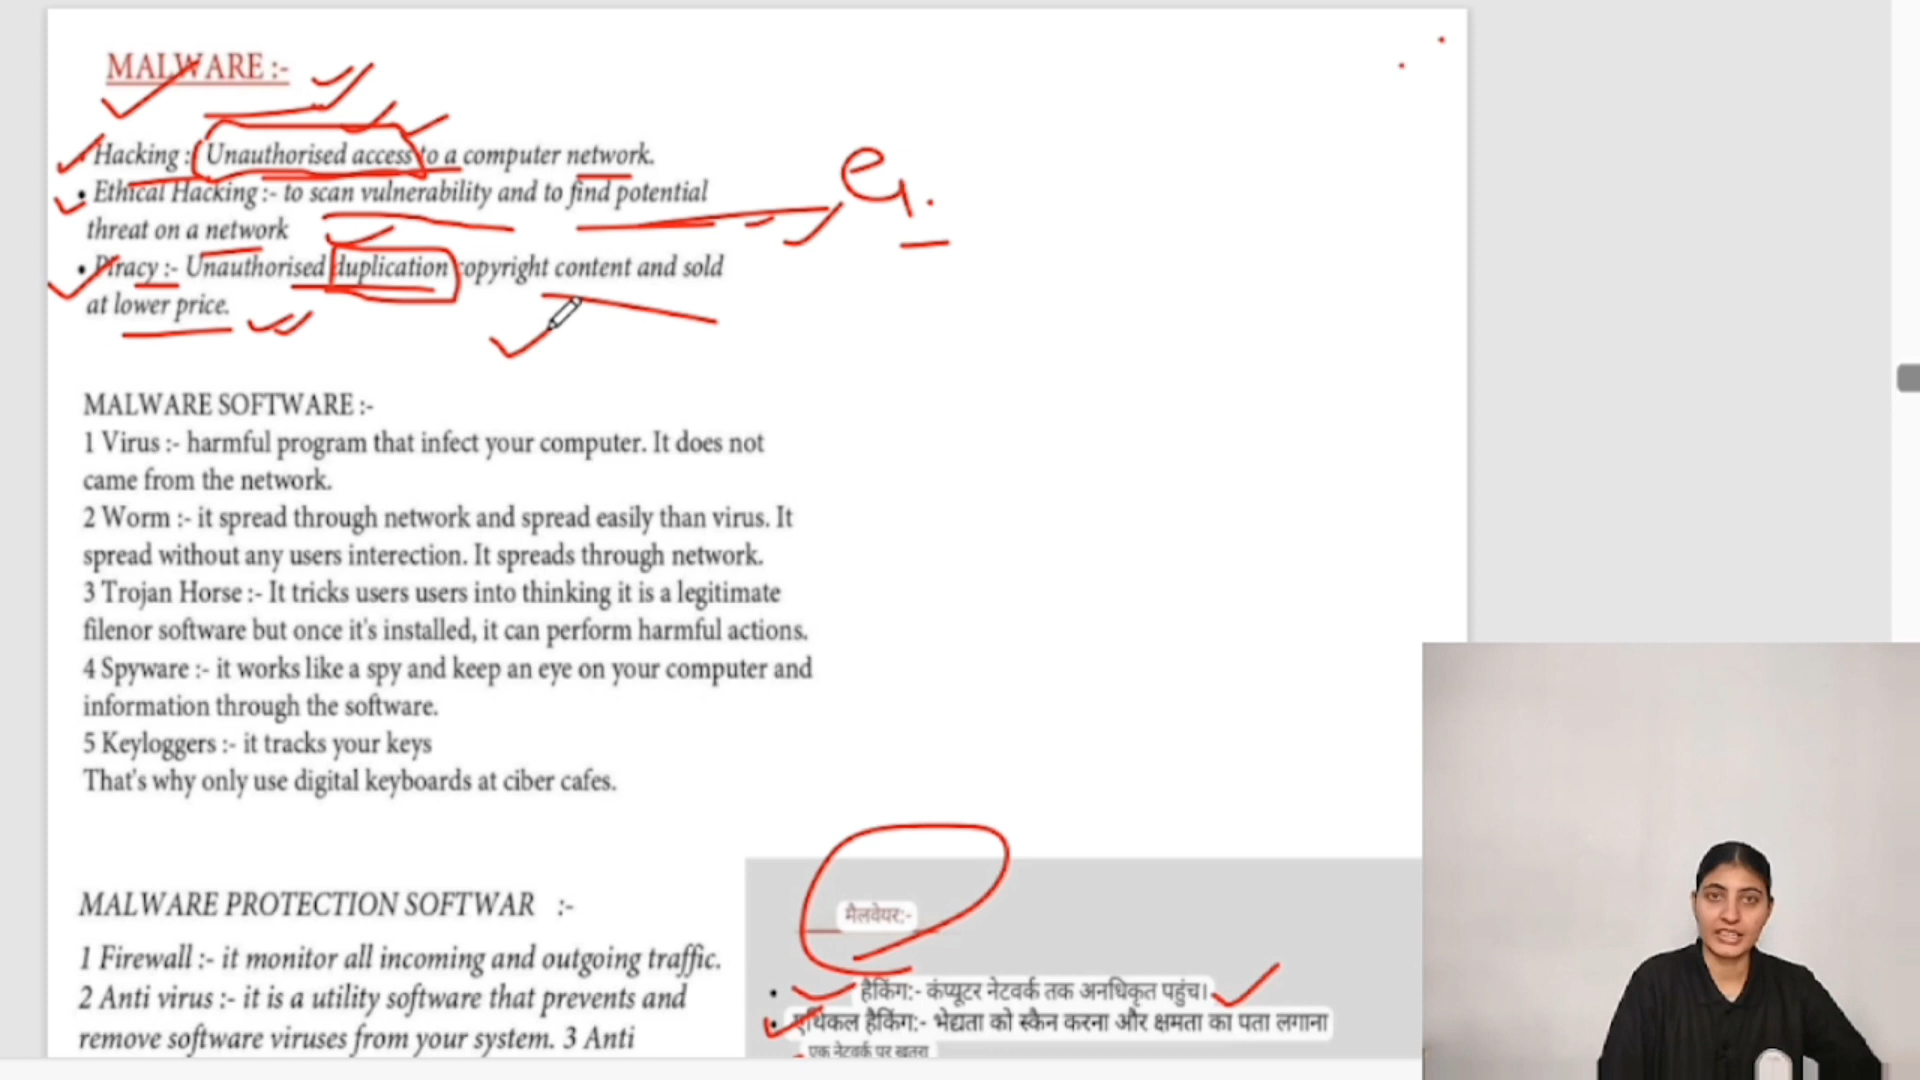 MALWARE :-
• Hacking : Unauthorised access to a computer network.
• Ethical Hacking :- to scan vulnerability and to find potential
threat on a network
• Piracy :- Unauthorised duplication copyright content and sold
at lower price.
MALWARE SOFTWARE :-
1 Virus :- harmful program that infect your computer. It does not
came from the network.
2 Worm :- it spread through network and spread easily than virus. It
spread without any users interection. It spreads through network.
3 Trojan Horse :- It tricks users users into thinking it is a legitimate
filenor software but once it's installed, it can perform harmful actions.
4 Spyware :- it works like a spy and keep an eye on your computer and
information through the software.
5 Keyloggers :- it tracks your keys
That's why only use digital keyboards at ciber cafes.
MALWARE PROTECTION SOFTWAR :-
1 Firewall :- it monitor all incoming and outgoing traffic.
2 Anti virus :- it is a utility software that prevents and
remove software viruses from your system. 3 Anti
मैलवेयर:-
• हैकिंग:- कंप्यूटर नेटवर्क तक अनधिकृत पहुंच।
• एथिकल हैकिंग:- भेद्यता को स्कैन करना और क्षमता का पता लगाना
एक नेटवर्क पर खतरा